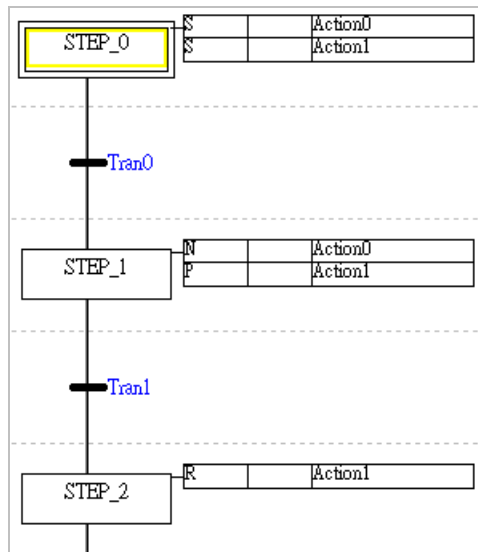 STEP_0
S Action0
S Action1
Tran0
STEP_1
N Action0
P Action1
Tran1
STEP_2
R Action1